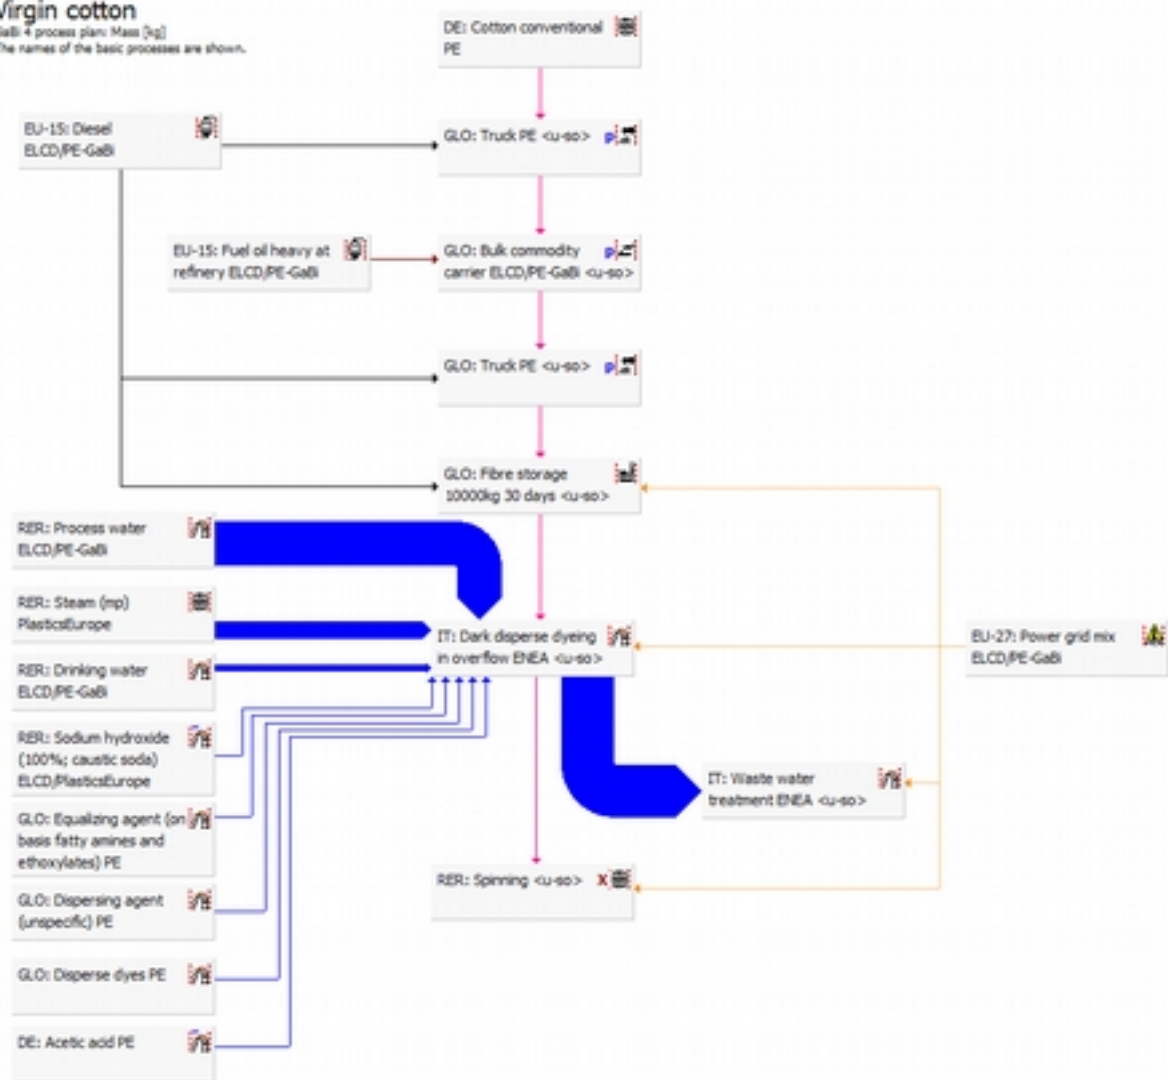 Virgin cotton
GaBi 4 process plan: Mass [kg]
The names of the basic processes are shown.
DE: Cotton conventional
PE
EU-15: Diesel
ELCD/PE-GaBi
GLO: Truck PE <u-so>
P
EU-15: Fuel oil heavy at
refinery ELCD/PE-GaBi
GLO: Bulk commodity
carrier ELCD/PE-GaBi <u-so>
P
GLO: Truck PE <u-so>
P
GLO: Fibre storage
10000kg 30 days <u-so>
RER: Process water
ELCD/PE-GaBi
RER: Steam (mp)
PlasticsEurope
IT: Dark disperse dyeing
in overflow ENEA <u-so>
EU-27: Power grid mix
ELCD/PE-GaBi
RER: Drinking water
ELCD/PE-GaBi
RER: Sodium hydroxide
(100%; caustic soda)
ELCD/PlasticsEurope
IT: Waste water
treatment ENEA <u-so>
GLO: Equalizing agent (on
basis fatty amines and
ethoxylates) PE
RER: Spinning <u-so>
X
GLO: Dispersing agent
(unspecific) PE
GLO: Disperse dyes PE
DE: Acetic acid PE